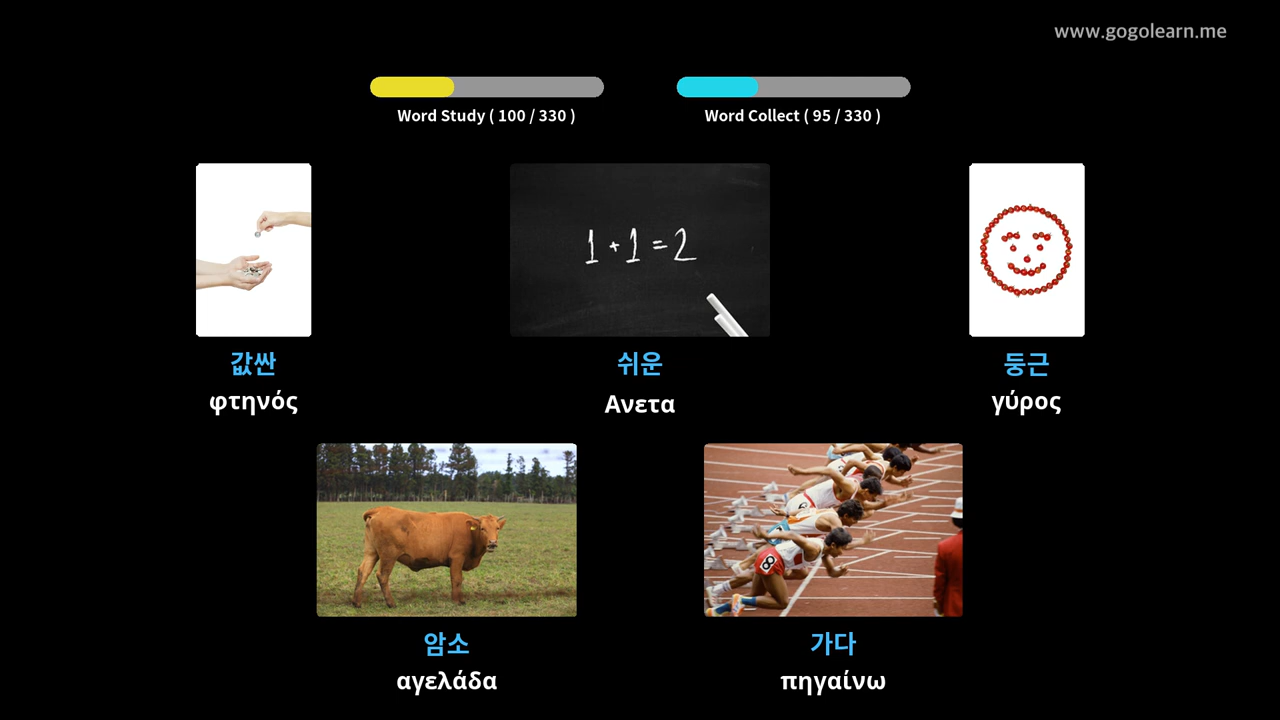 www.gogolearn.me
Word Study ( 100 / 330 )
Word Collect ( 95 / 330 )
1 + 1 = 2
값싼
쉬운
둥근
φτηνός
Ανετα
γύρος
8
암소
가다
αγελάδα
πηγαίνω